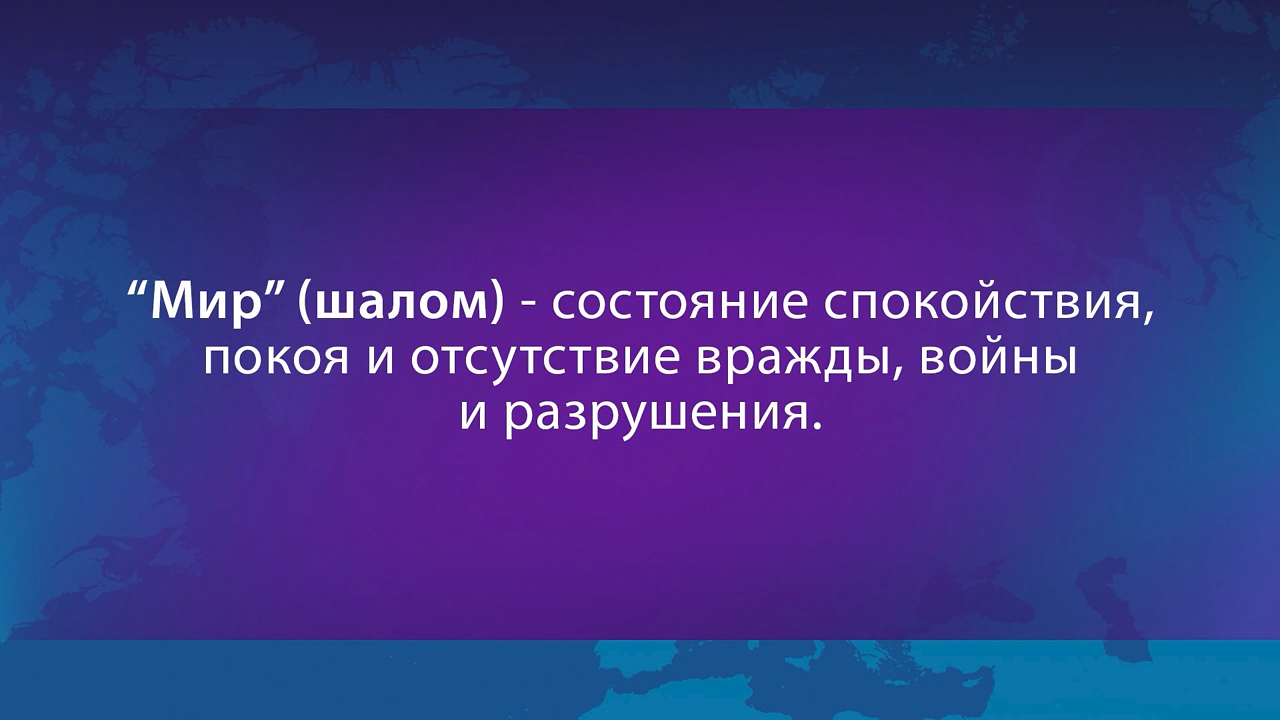 “Мир” (шалом) - состояние спокойствия,
покоя и отсутствие вражды, войны
и разрушения.